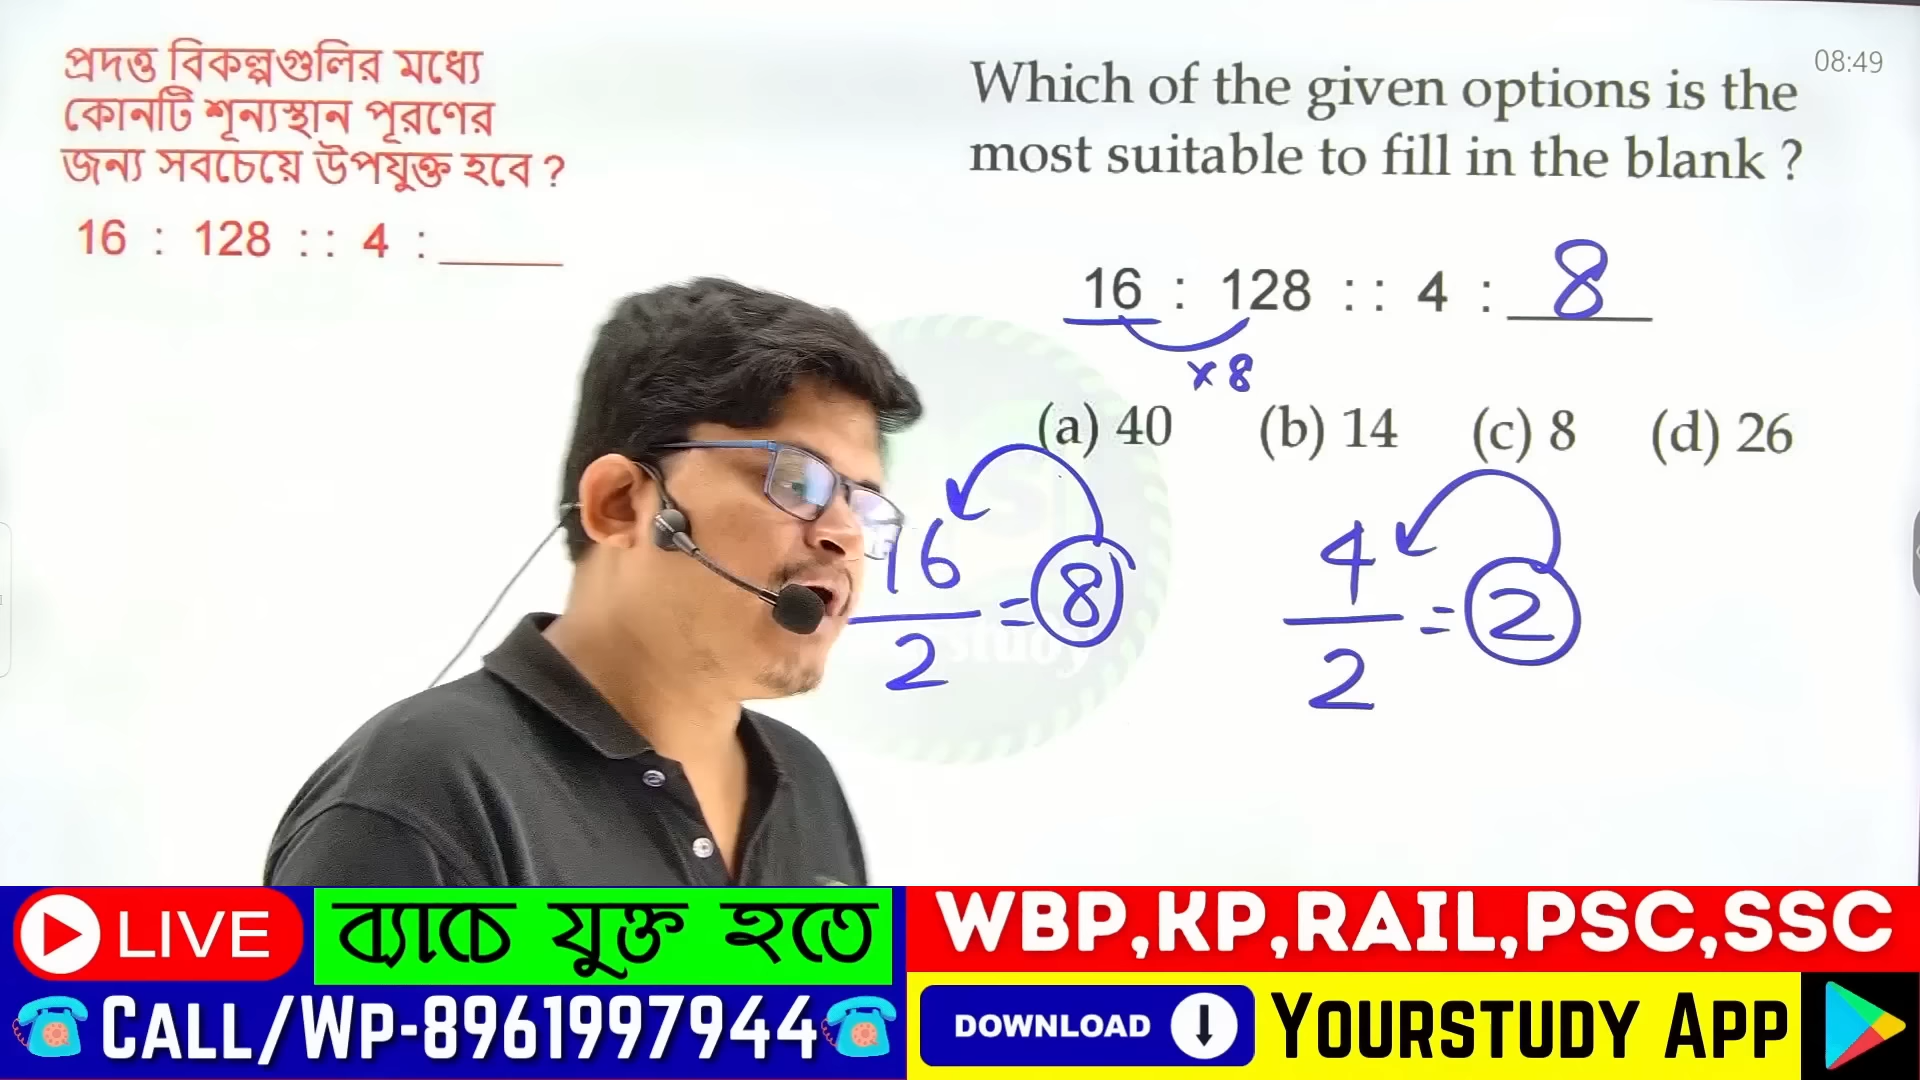 প্রদত্ত বিকল্পগুলির মধ্যে
কোনটি শূন্যস্থান পূরণের
জন্য সবচেয়ে উপযুক্ত হবে ?
16 : 128 : : 4 : _____
08:49
Which of the given options is the
most suitable to fill in the blank ?
16 : 128 : : 4 : 8
× 8
(a) 40 (b) 14 (c) 8 (d) 26
16/2 = 8
4/2 = 2
study
LIVE
ব্যাচে যুক্ত হতে
WBP,KP,RAIL,PSC,SSC
CALL/WP-8961997944
DOWNLOAD
YOURSTUDY APP